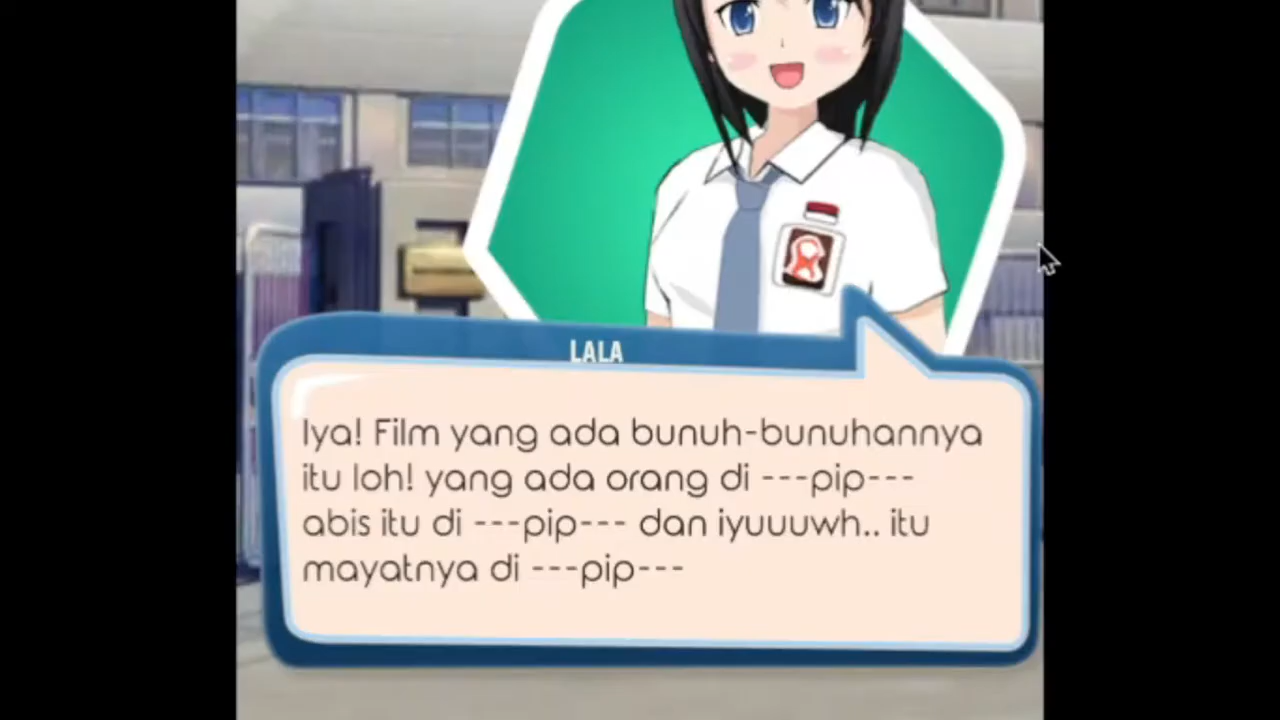 LALA
Iya! Film yang ada bunuh-bunuhannya
itu loh! yang ada orang di ---pip---
abis itu di ---pip--- dan iyuuuwh.. itu
mayatnya di ---pip---